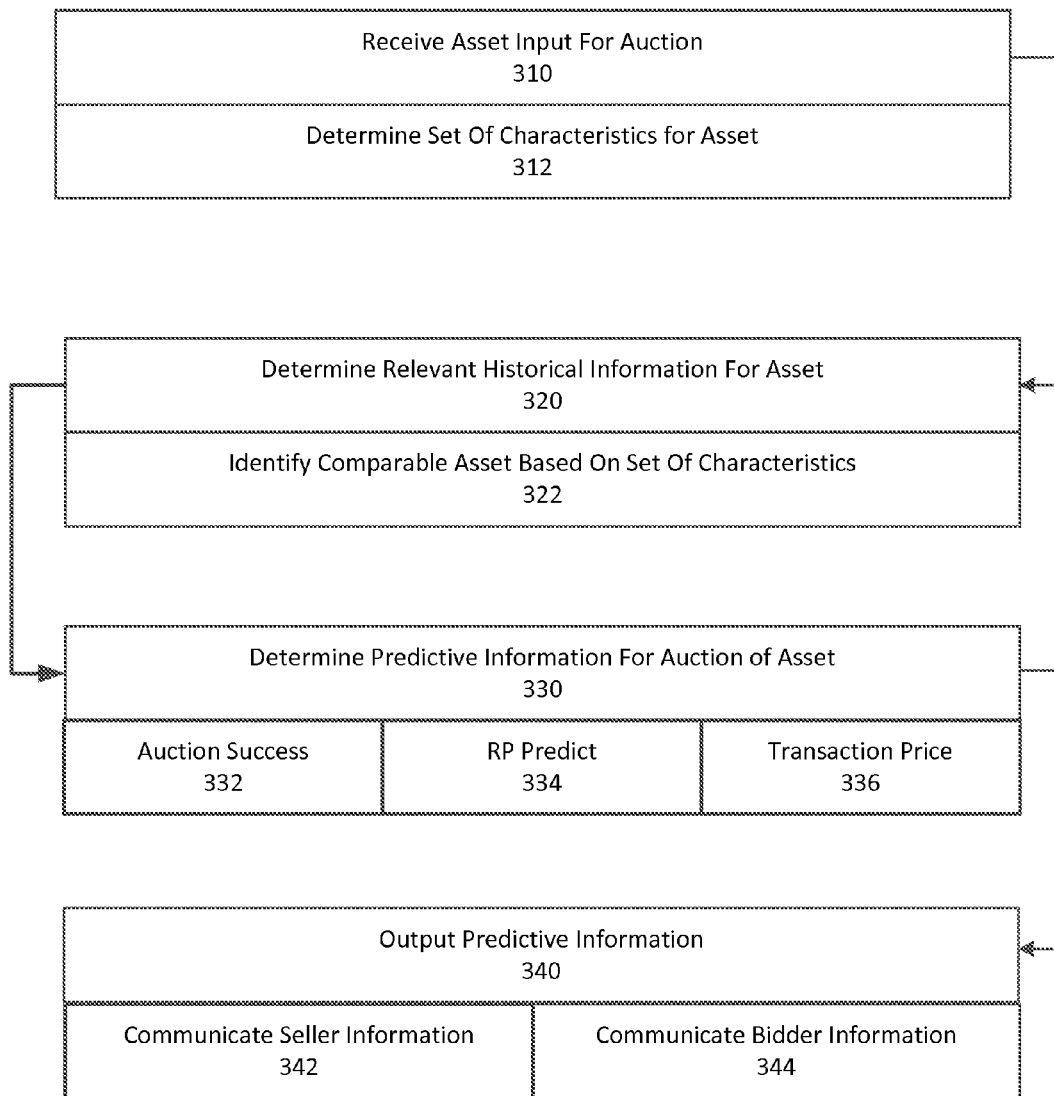 Receive Asset Input For Auction
310
Determine Set Of Characteristics for Asset
312
Determine Relevant Historical Information For Asset
320
Identify Comparable Asset Based On Set Of Characteristics
322
Determine Predictive Information For Auction of Asset
330
Auction Success
332
RP Predict
334
Transaction Price
336
Output Predictive Information
340
Communicate Seller Information
342
Communicate Bidder Information
344